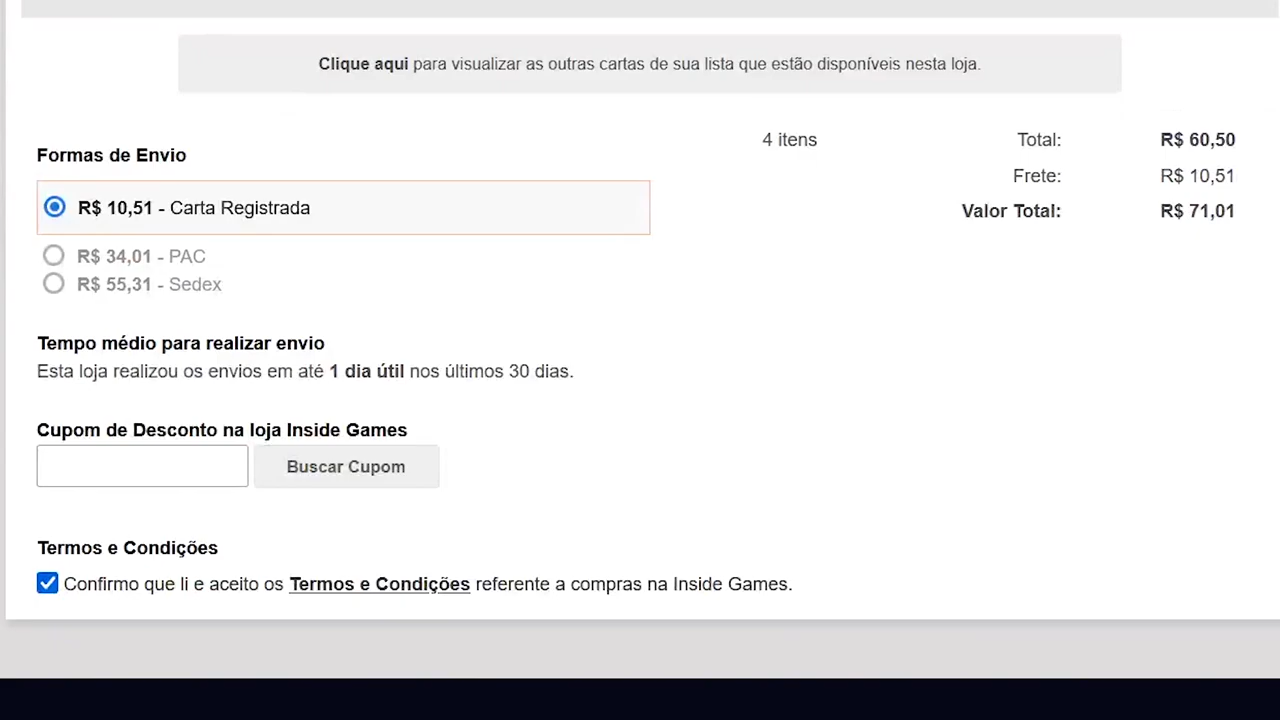 Clique aqui para visualizar as outras cartas de sua lista que estão disponíveis nesta loja.
Formas de Envio
R$ 10,51 - Carta Registrada
R$ 34,01 - PAC
R$ 55,31 - Sedex
4 itens Total: R$ 60,50
Frete: R$ 10,51
Valor Total: R$ 71,01
Tempo médio para realizar envio
Esta loja realizou os envios em até 1 dia útil nos últimos 30 dias.
Cupom de Desconto na loja Inside Games
Buscar Cupom
Termos e Condições
Confirmo que li e aceito os Termos e Condições referente a compras na Inside Games.